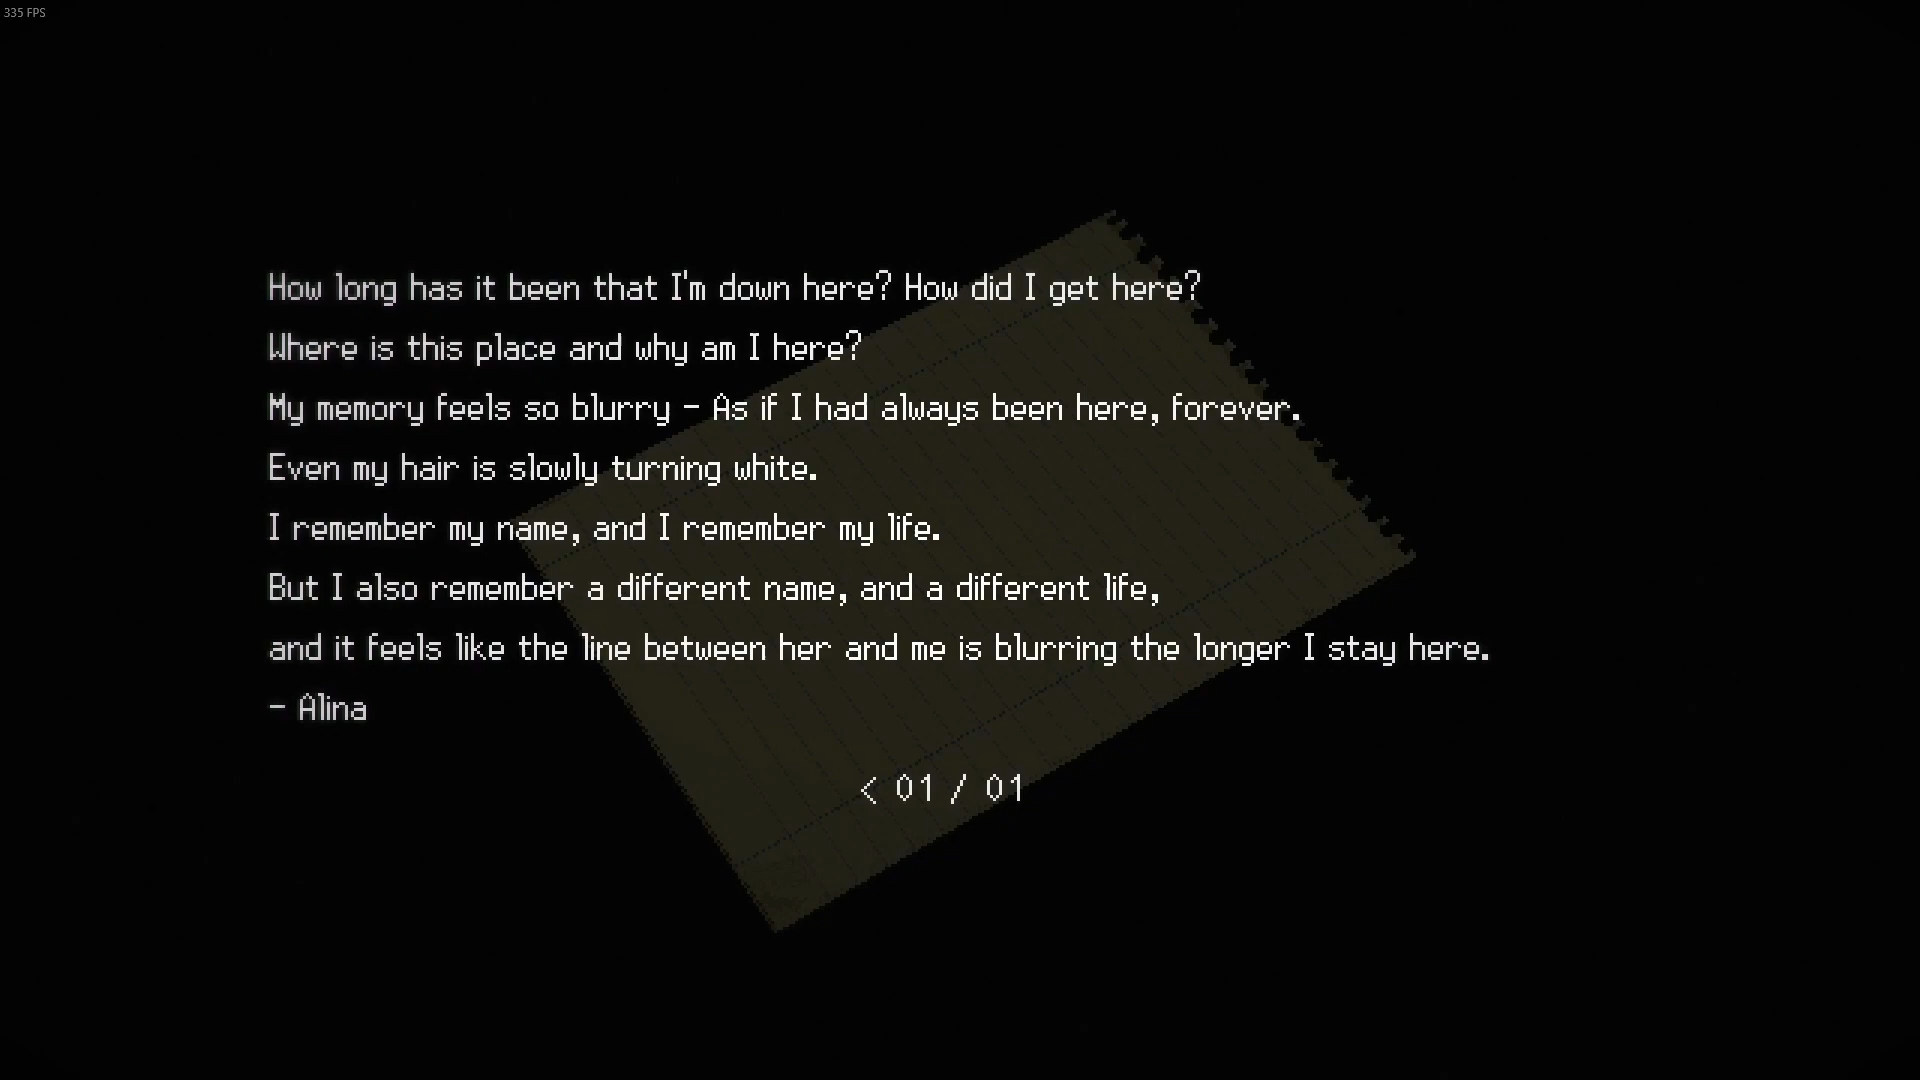 335 FPS
How long has it been that I'm down here? How did I get here?
Where is this place and why am I here?
My memory feels so blurry - As if I had always been here, forever.
Even my hair is slowly turning white.
I remember my name, and I remember my life.
But I also remember a different name, and a different life,
and it feels like the line between her and me is blurring the longer I stay here.
- Alina
< 01 / 01